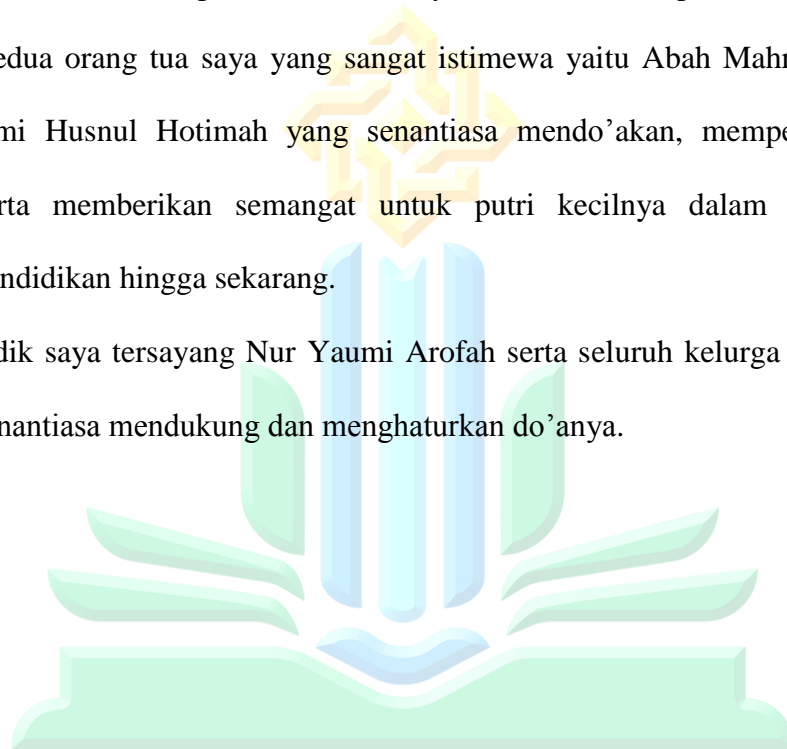 edua orang tua saya yang sangat istimewa yaitu Abah Mahr
mi Husnul Hotimah yang senantiasa mendo’akan, mempe
rta memberikan semangat untuk putri kecilnya dalam
ndidikan hingga sekarang.
dik saya tersayang Nur Yaumi Arofah serta seluruh kelurga
nantiasa mendukung dan menghaturkan do’anya.